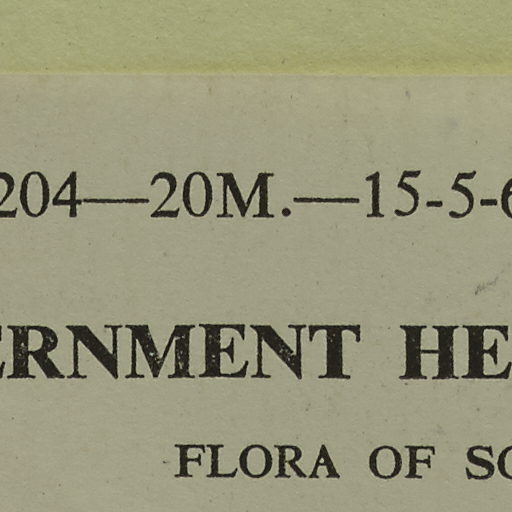 204—20M.—15-5-6
ERNMENT HE
FLORA OF SO